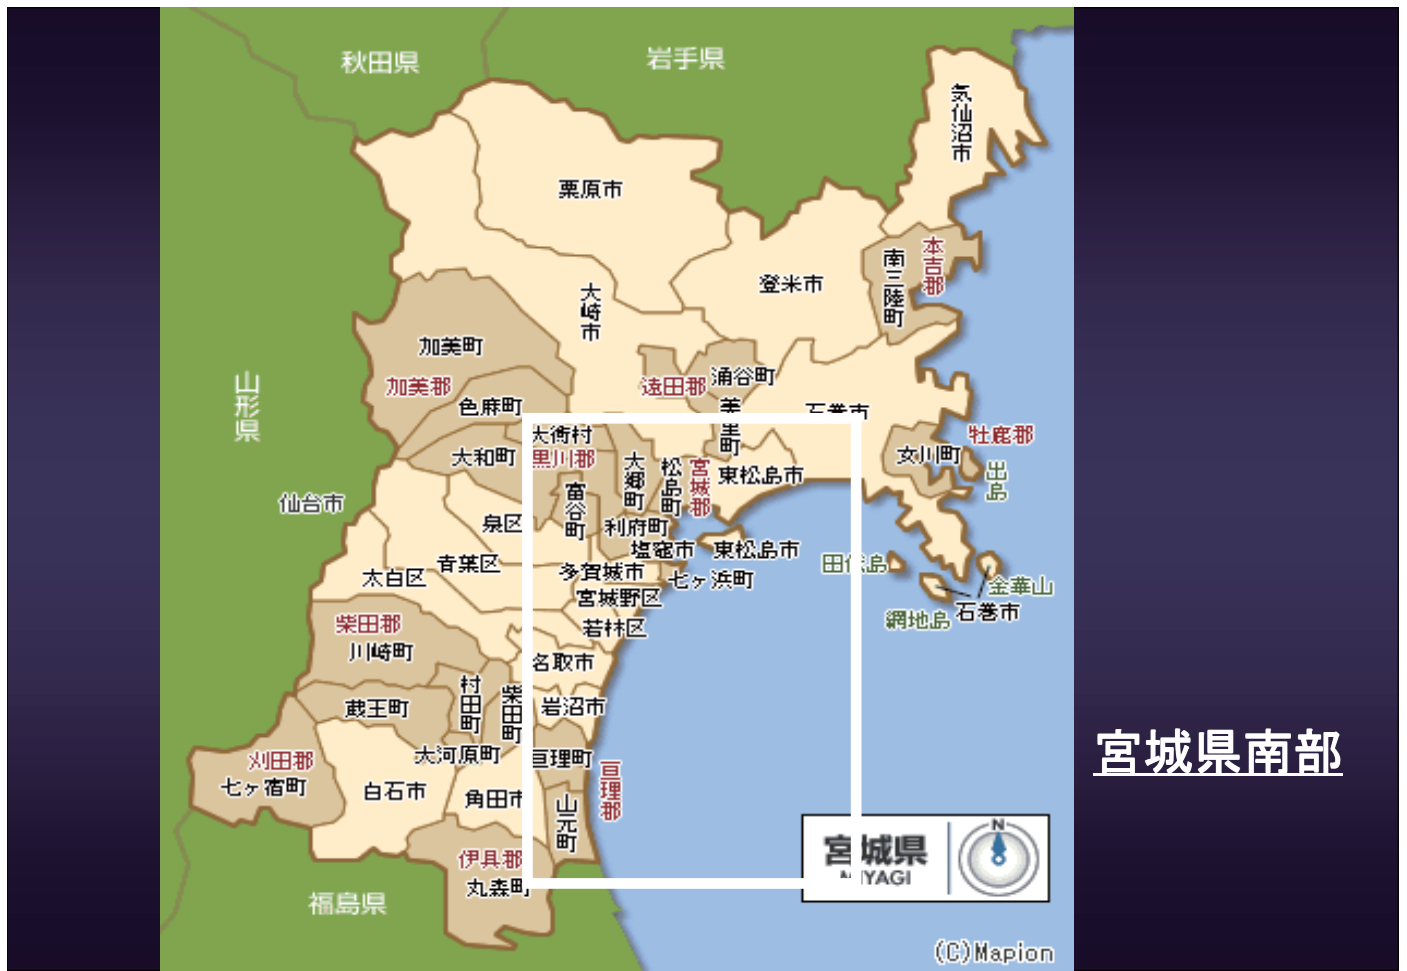 秋田県
岩手県
気仙沼市
栗原市
本吉郡
南三陸町
登米市
大崎市
加美町
加美郡
遠田郡
涌谷町
山形県
色麻町
美里町
石巻市
大衡村
牡鹿郡
大和町
黒川郡
大郷町
松島町
宮城郡
東松島市
女川町
出島
仙台市
富谷町
泉区
利府町
塩竈市
東松島市
青葉区
多賀城市
七ヶ浜町
田代島
太白区
宮城野区
金華山
網地島
石巻市
柴田郡
若林区
川崎町
名取市
村田町
柴田町
蔵王町
岩沼市
大河原町
亘理町
刈田郡
七ヶ宿町
白石市
角田市
山元町
亘理郡
宮城県南部
伊具郡
丸森町
福島県
宮城県
MIYAGI
N
(C)Mapion